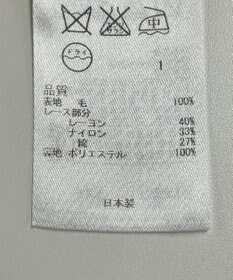 中
ドライ
1
品質
表地 毛 100%
レース部分
レーヨン 40%
ナイロン 33%
綿 27%
裏地 ポリエステル 100%
日本製